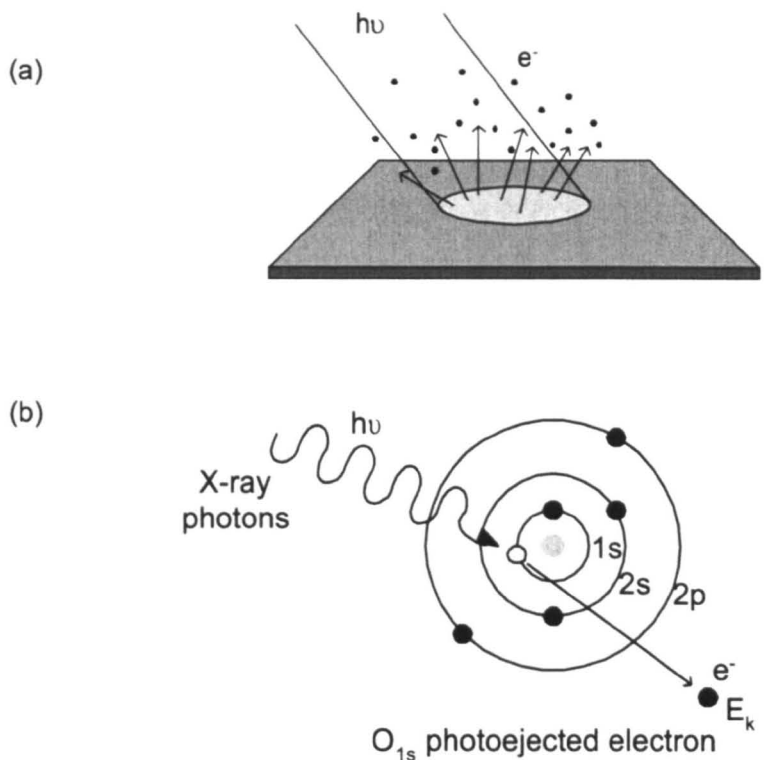 (a)
hυ
e⁻
(b)
hυ
X-ray
photons
1s
2s
2p
e⁻
Eₖ
O₁ₛ photoejected electron